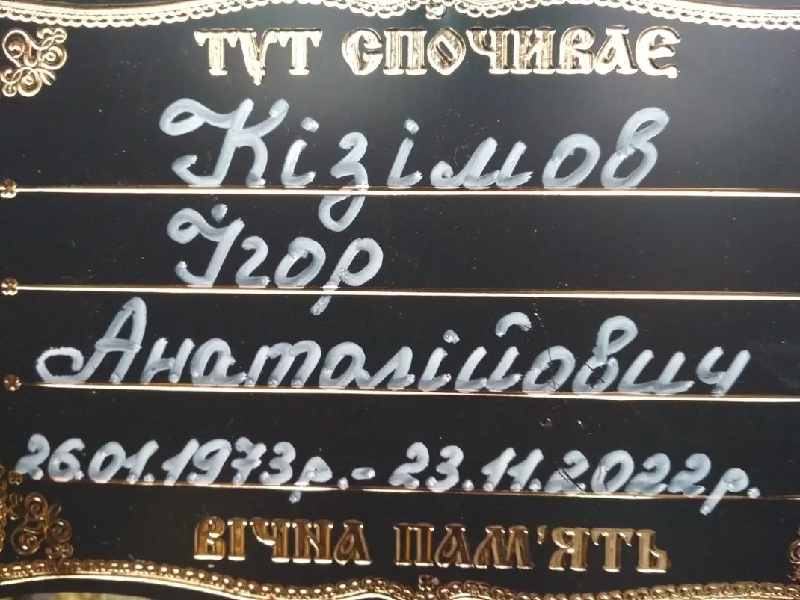 ТУТ СПОЧИВАЄ
Кізімов
Ігор
Анатолійович
26.01.1973р.- 23.11.2022р.
ВІЧНА ПАМ'ЯТЬ